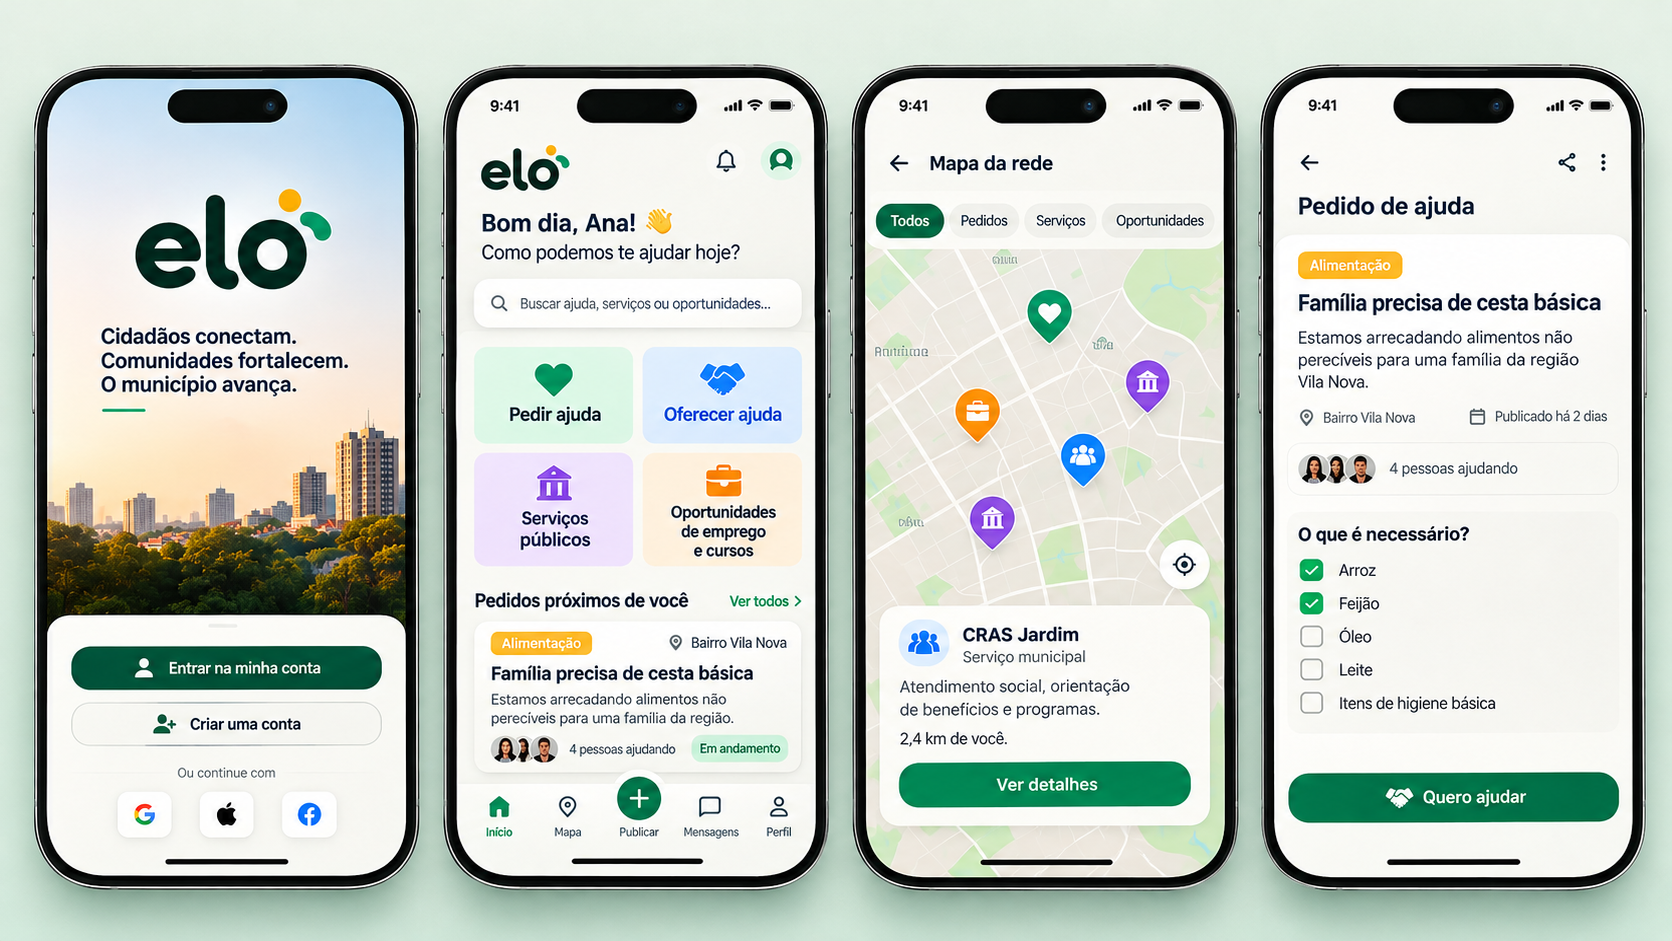 elo
Cidadãos conectam.
Comunidades fortalecem.
O município avança.
Entrar na minha conta
Criar uma conta
Ou continue com
9:41
elo
Bom dia, Ana! 👋
Como podemos te ajudar hoje?
Buscar ajuda, serviços ou oportunidades...
Pedir ajuda
Oferecer ajuda
Serviços
públicos
Oportunidades
de emprego
e cursos
Pedidos próximos de você
Ver todos >
Alimentação
Bairro Vila Nova
Família precisa de cesta básica
Estamos arrecadando alimentos não
perecíveis para uma família da região.
4 pessoas ajudando
Em andamento
Início
Mapa
Publicar
Mensagens
Perfil
9:41
Mapa da rede
Todos
Pedidos
Serviços
Oportunidades
CRAS Jardim
Serviço municipal
Atendimento social, orientação
de benefícios e programas.
2,4 km de você.
Ver detalhes
9:41
Pedido de ajuda
Alimentação
Família precisa de cesta básica
Estamos arrecadando alimentos não
perecíveis para uma família da região
Vila Nova.
Bairro Vila Nova
Publicado há 2 dias
4 pessoas ajudando
O que é necessário?
Arroz
Feijão
Óleo
Leite
Itens de higiene básica
Quero ajudar